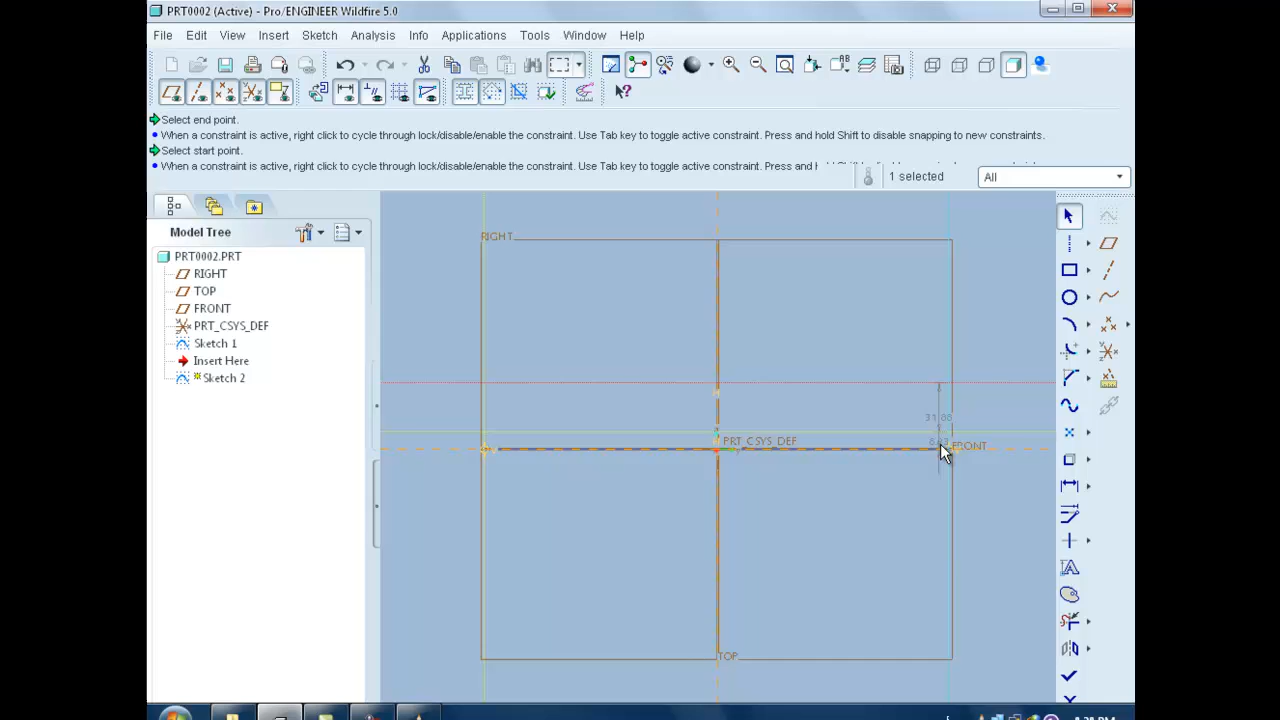 PRT0002 (Active) - Pro/ENGINEER Wildfire 5.0
File Edit View Insert Sketch Analysis Info Applications Tools Window Help
Select end point.
When a constraint is active, right click to cycle through lock/disable/enable the constraint. Use Tab key to toggle active constraint. Press and hold Shift to disable snapping to new constraints.
Select start point.
When a constraint is active, right click to cycle through lock/disable/enable the constraint. Use Tab key to toggle active constraint. Press and
1 selected
All
Model Tree
PRT0002.PRT
RIGHT
TOP
FRONT
PRT_CSYS_DEF
Sketch 1
Insert Here
Sketch 2
RIGHT
31.88
PRT_CSYS_DEF
FRONT
TOP